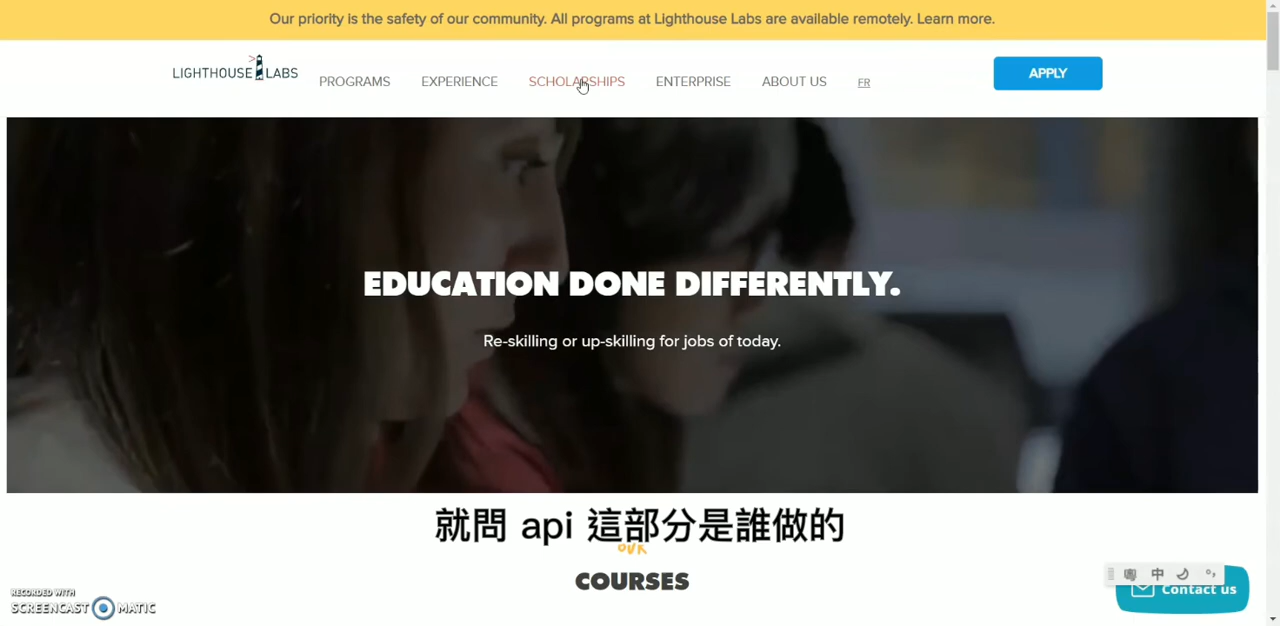 Our priority is the safety of our community. All programs at Lighthouse Labs are available remotely. Learn more.
LIGHTHOUSE LABS
PROGRAMS EXPERIENCE SCHOLARSHIPS ENTERPRISE ABOUT US FR
APPLY
EDUCATION DONE DIFFERENTLY.
Re-skilling or up-skilling for jobs of today.
就問 api 這部分是誰做的
OUR
COURSES
中
Contact us
RECORDED WITH
SCREENCAST MATIC